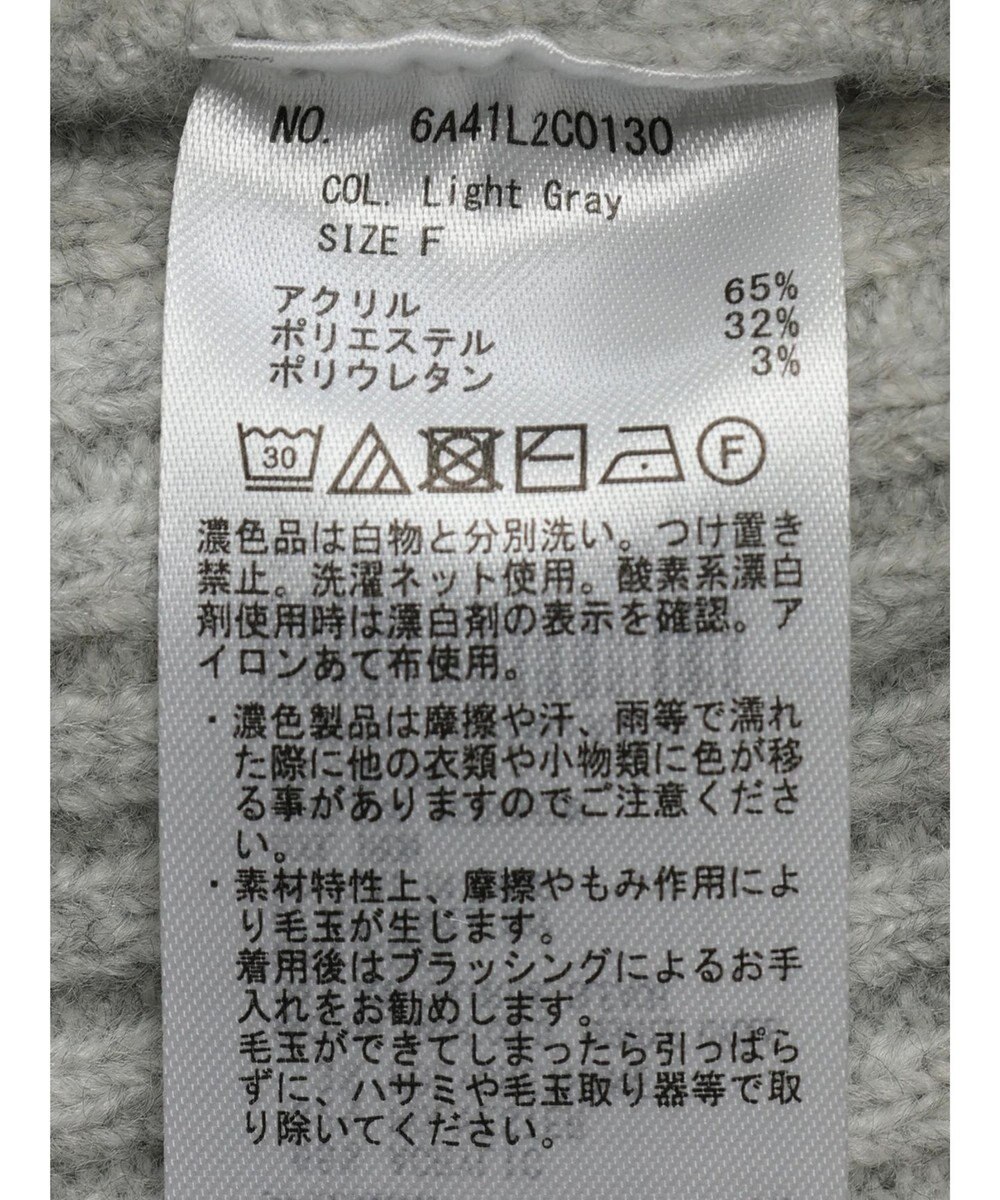 NO. 6A41L2C0130
COL. Light Gray
SIZE F
アクリル 65%
ポリエステル 32%
ポリウレタン 3%
30 F
濃色品は白物と分別洗い。つけ置き
禁止。洗濯ネット使用。酸素系漂白
剤使用時は漂白剤の表示を確認。ア
イロンあて布使用。
・濃色製品は摩擦や汗、雨等で濡れ
た際に他の衣類や小物類に色が移
る事がありますのでご注意くださ
い。
・素材特性上、摩擦やもみ作用によ
り毛玉が生じます。
着用後はブラッシングによるお手
入れをお勧めします。
毛玉ができてしまったら引っぱら
ずに、ハサミや毛玉取り器等で取
り除いてください。